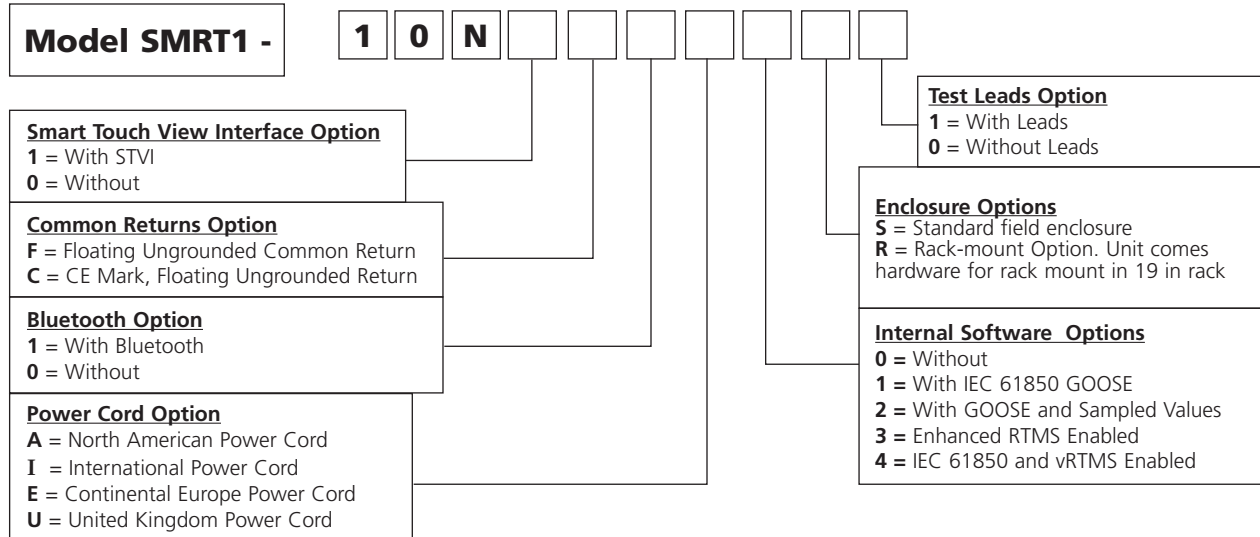 Model SMRT1 - 1 0 N
Smart Touch View Interface Option
1 = With STVI
0 = Without
Common Returns Option
F = Floating Ungrounded Common Return
C = CE Mark, Floating Ungrounded Return
Bluetooth Option
1 = With Bluetooth
0 = Without
Power Cord Option
A = North American Power Cord
I = International Power Cord
E = Continental Europe Power Cord
U = United Kingdom Power Cord
Test Leads Option
1 = With Leads
0 = Without Leads
Enclosure Options
S = Standard field enclosure
R = Rack-mount Option. Unit comes
hardware for rack mount in 19 in rack
Internal Software Options
0 = Without
1 = With IEC 61850 GOOSE
2 = With GOOSE and Sampled Values
3 = Enhanced RTMS Enabled
4 = IEC 61850 and vRTMS Enabled